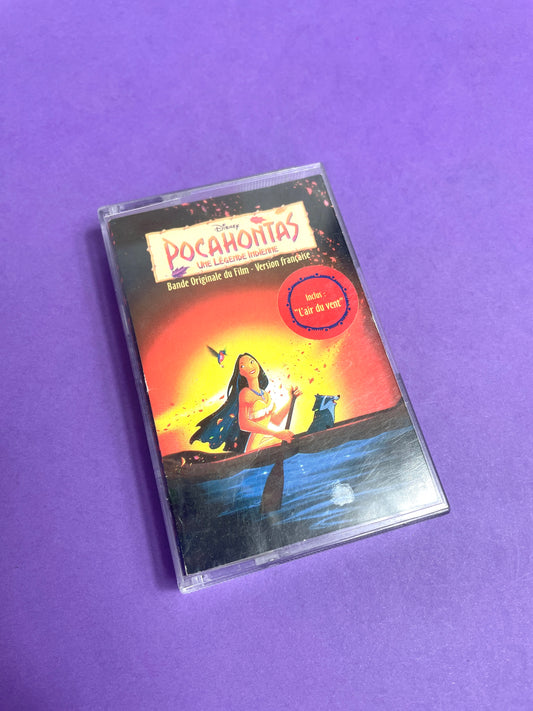 Disney
POCAHONTAS
UNE LÉGENDE INDIENNE
Bande Originale du Film - Version française
Inclus :
"L'air du vent"